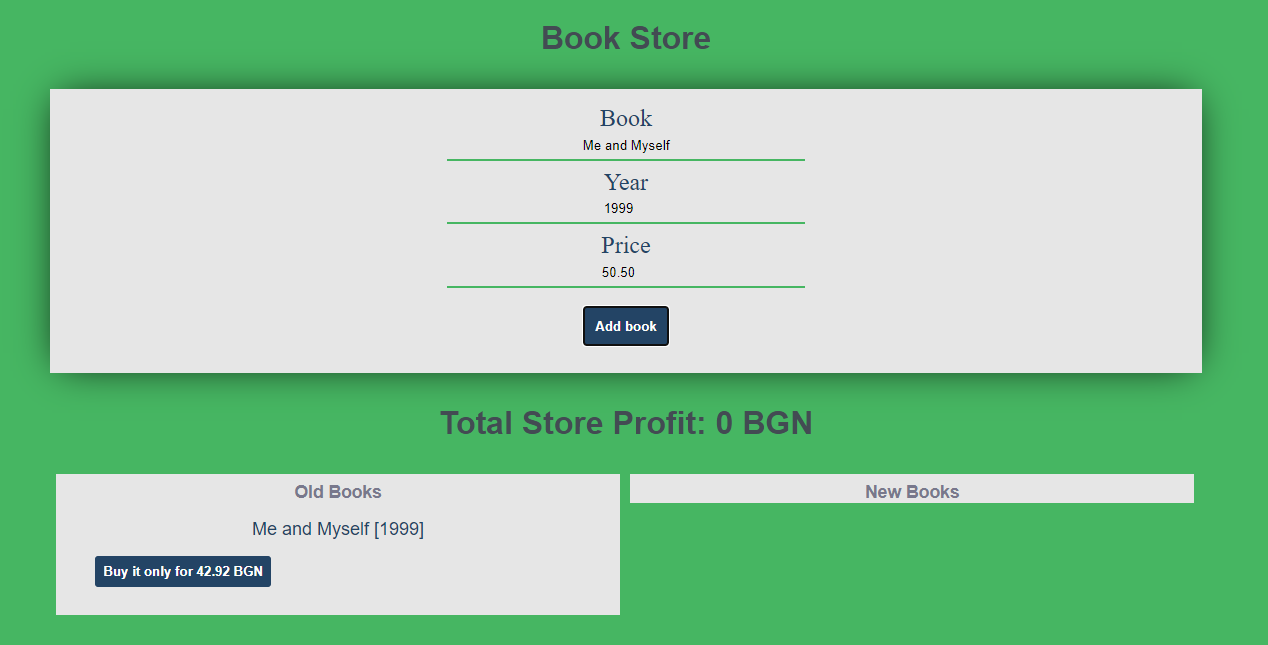 Book Store
Book
Me and Myself
Year
1999
Price
50.50
Add book
Total Store Profit: 0 BGN
Old Books
Me and Myself [1999]
Buy it only for 42.92 BGN
New Books